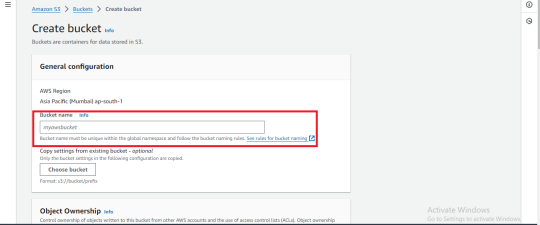 Amazon S3 > Buckets > Create bucket
Create bucket Info
Buckets are containers for data stored in S3.
General configuration
AWS Region
Asia Pacific (Mumbai) ap-south-1
Bucket name Info
mynewbucket
Bucket name must be unique within the global namespace and follow the bucket naming rules. See rules for bucket naming
Copy settings from existing bucket - optional
Only the bucket settings in the following configuration are copied.
Choose bucket
Format: s3://bucket/prefix
Object Ownership Info
Control ownership of objects written to this bucket from other AWS accounts and the use of access control lists (ACLs). Object ownership
Activate Windows
Go to Settings to activate Windows.